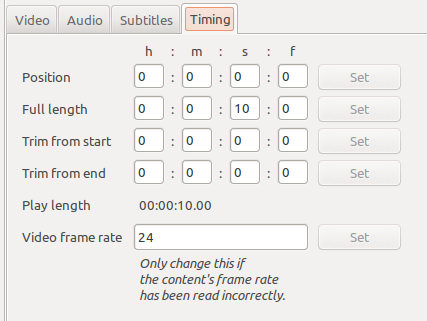 Video Audio Subtitles Timing
h : m : s : f
Position 0 : 0 : 0 : 0 Set
Full length 0 : 0 : 10 : 0 Set
Trim from start 0 : 0 : 0 : 0 Set
Trim from end 0 : 0 : 0 : 0 Set
Play length 00:00:10.00
Video frame rate 24 Set
Only change this if
the content's frame rate
has been read incorrectly.